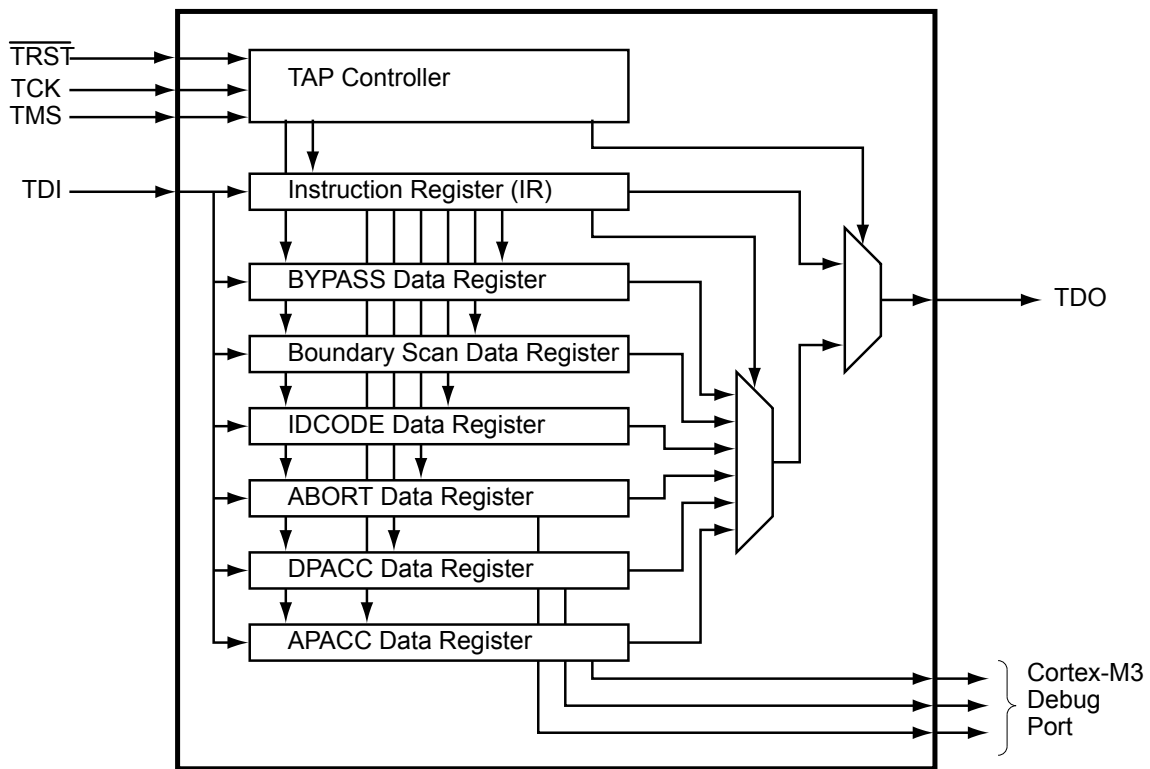 TRST
TCK
TMS
TAP Controller
TDI
Instruction Register (IR)
BYPASS Data Register
TDO
Boundary Scan Data Register
IDCODE Data Register
ABORT Data Register
DPACC Data Register
APACC Data Register
Cortex-M3
Debug
Port